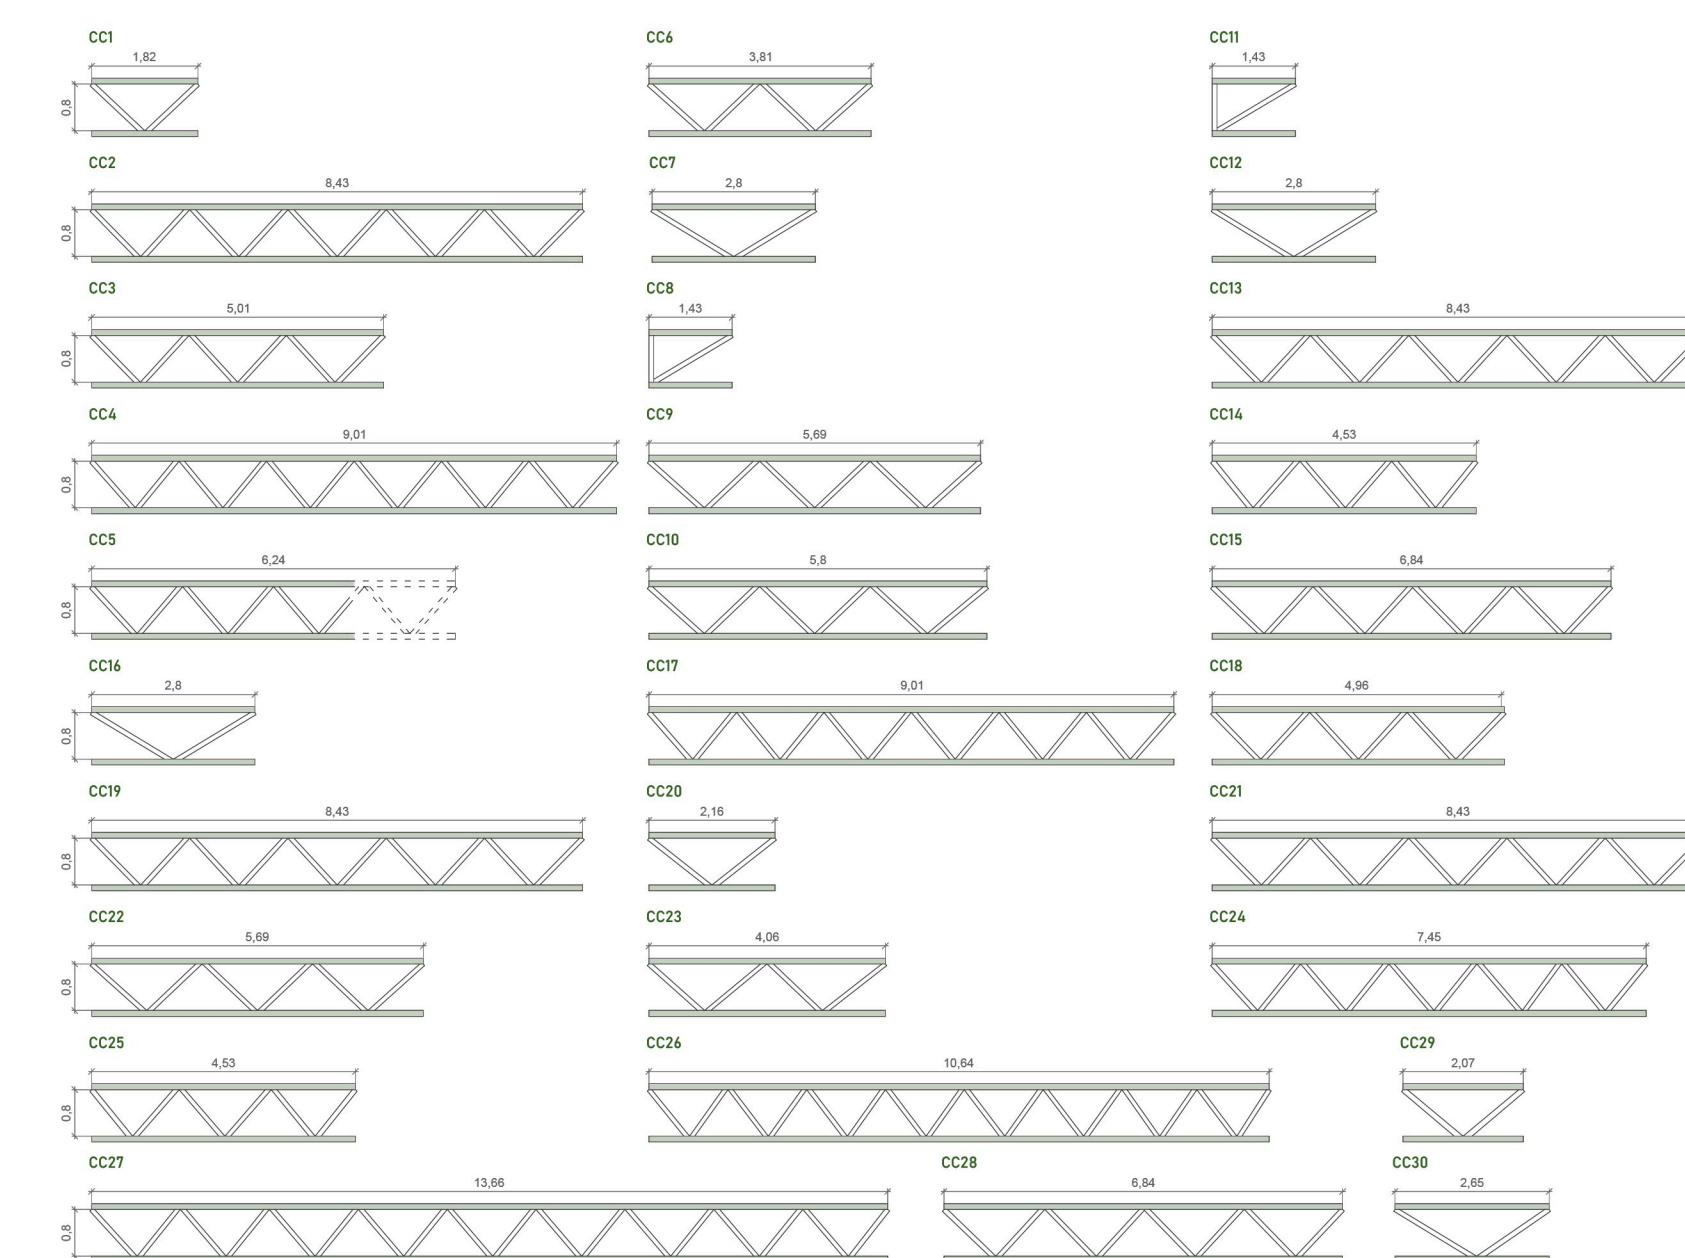 CC1 CC6 CC11
1,82 3,81 1,43
0,8
CC2 CC7 CC12
8,43 2,8 2,8
0,8
CC3 CC8 CC13
5,01 1,43 8,43
0,8
CC4 CC9 CC14
9,01 5,69 4,53
0,8
CC5 CC10 CC15
6,24 5,8 6,84
0,8
CC16 CC17 CC18
2,8 9,01 4,96
0,8
CC19 CC20 CC21
8,43 2,16 8,43
0,8
CC22 CC23 CC24
5,69 4,06 7,45
0,8
CC25 CC26 CC29
4,53 10,64 2,07
0,8
CC27 CC28 CC30
13,66 6,84 2,65
0,8